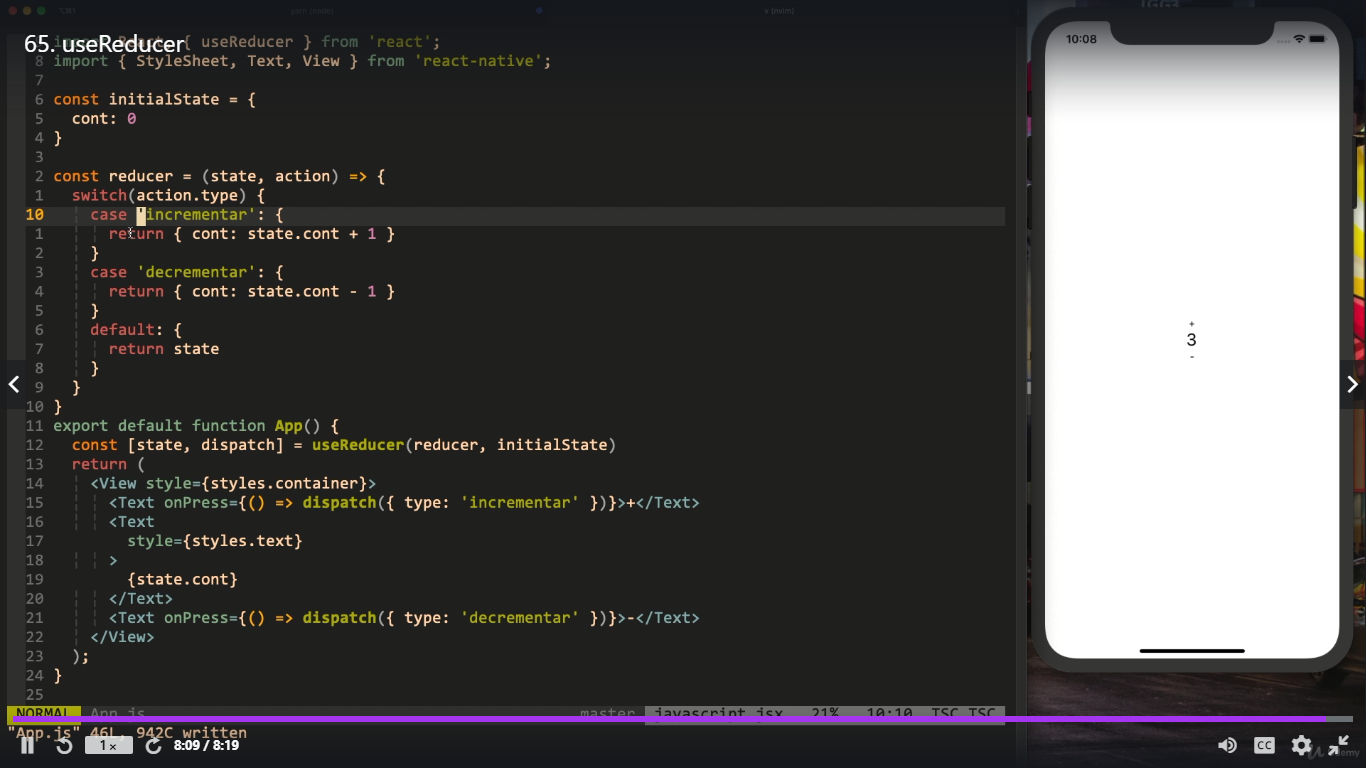 yarn (node)
v (nvim)
65. useReducer
import React, { useReducer } from 'react';
8 import { StyleSheet, Text, View } from 'react-native';
7
6 const initialState = {
5 cont: 0
4 }
3
2 const reducer = (state, action) => {
1 switch(action.type) {
10 case 'incrementar': {
1 return { cont: state.cont + 1 }
2 }
3 case 'decrementar': {
4 return { cont: state.cont - 1 }
5 }
6 default: {
7 return state
8 }
9 }
10 }
11 export default function App() {
12 const [state, dispatch] = useReducer(reducer, initialState)
13 return (
14 <View style={styles.container}>
15 <Text onPress={() => dispatch({ type: 'incrementar' })}>+</Text>
16 <Text
17 style={styles.text}
18 >
19 {state.cont}
20 </Text>
21 <Text onPress={() => dispatch({ type: 'decrementar' })}>-</Text>
22 </View>
23 );
24 }
25
NORMAL App.js master javascript.jsx 21% 10:10 TSC TSC
"App.js" 46L, 942C written
1x 8:09 / 8:19 CC
10:08
+
3
-